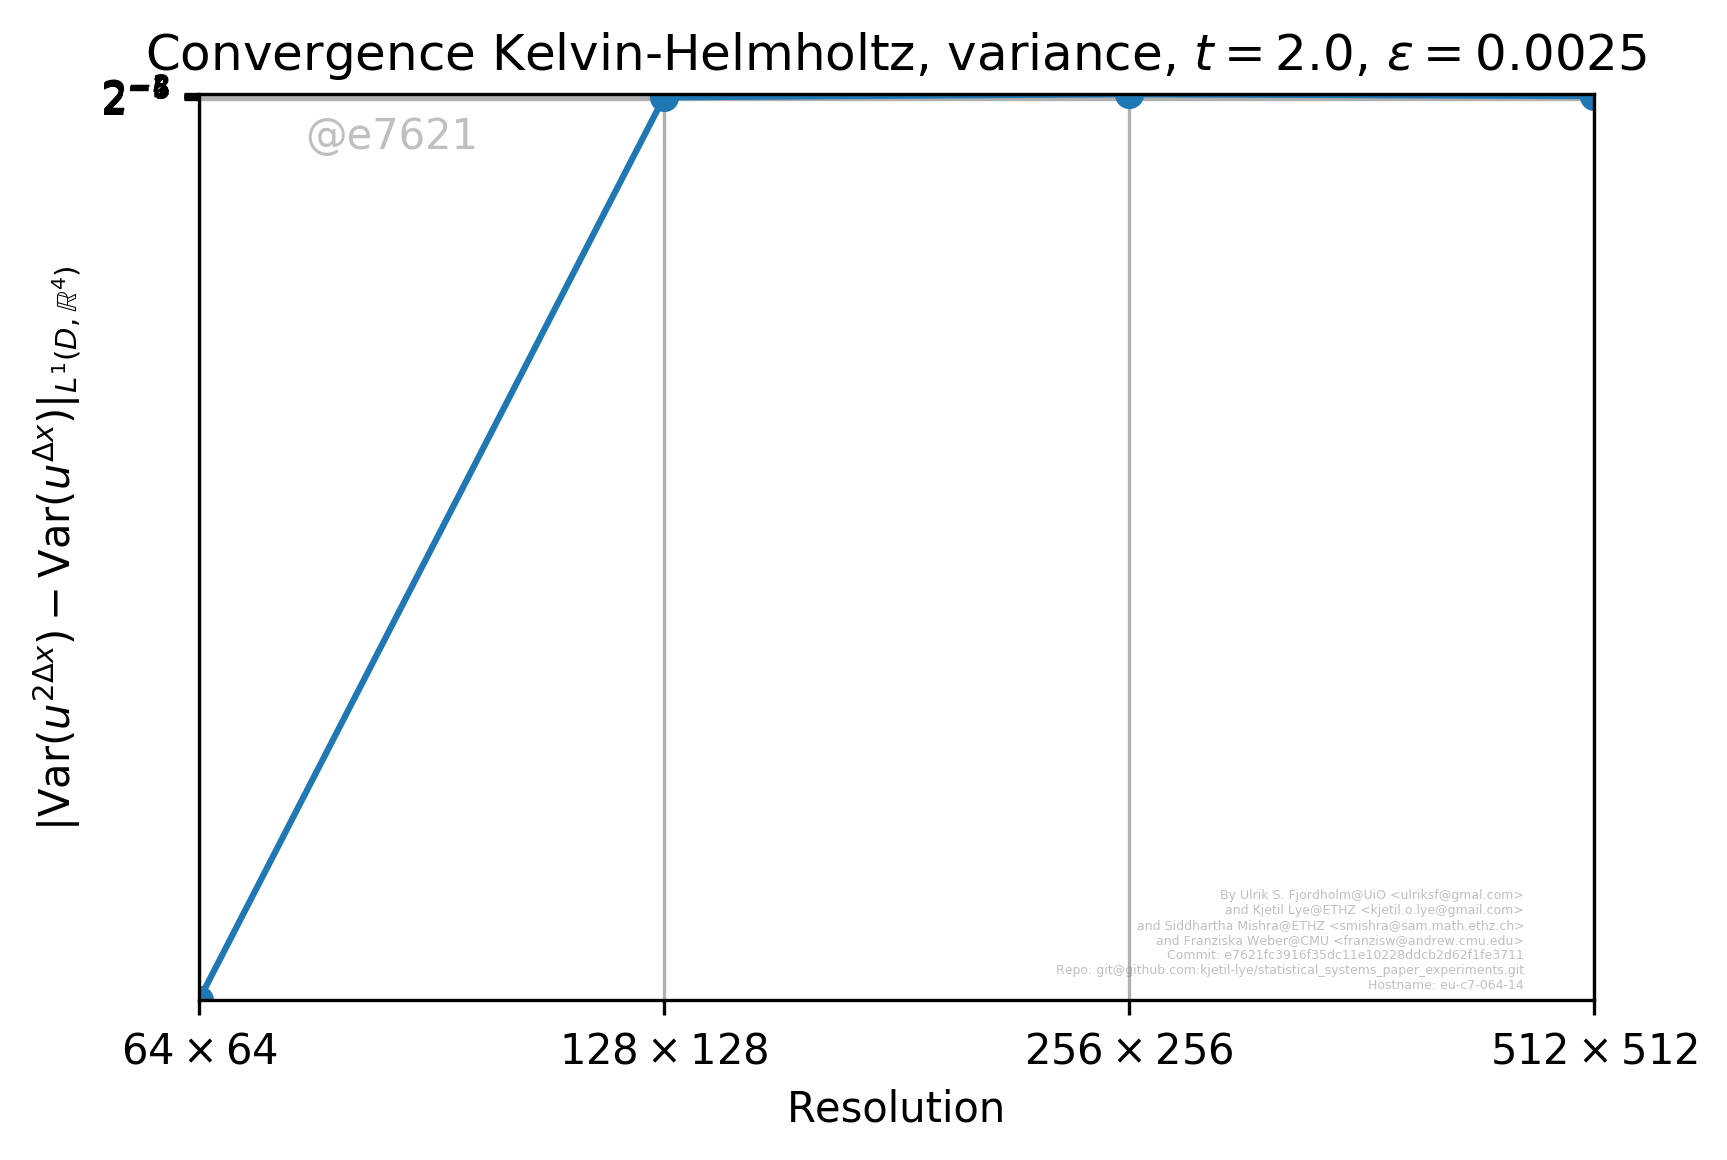 Convergence Kelvin-Helmholtz, variance, t = 2.0, ε = 0.0025
@e7621
|Var(u^{2Δx}) − Var(u^{Δx})|_{L^1(D,ℝ^4)}
By Ulrik S. Fjordholm@UiO <ulriksf@gmal.com>
and Kjetil Lye@ETHZ <kjetil.o.lye@gmail.com>
and Siddhartha Mishra@ETHZ <smishra@sam.math.ethz.ch>
and Franziska Weber@CMU <franzisw@andrew.cmu.edu>
Commit: e7621fc3916f35dc11e10228ddcb2d62f1fe3711
Repo: git@github.com:kjetil-lye/statistical_systems_paper_experiments.git
Hostname: eu-c7-064-14
64 × 64 128 × 128 256 × 256 512 × 512
Resolution